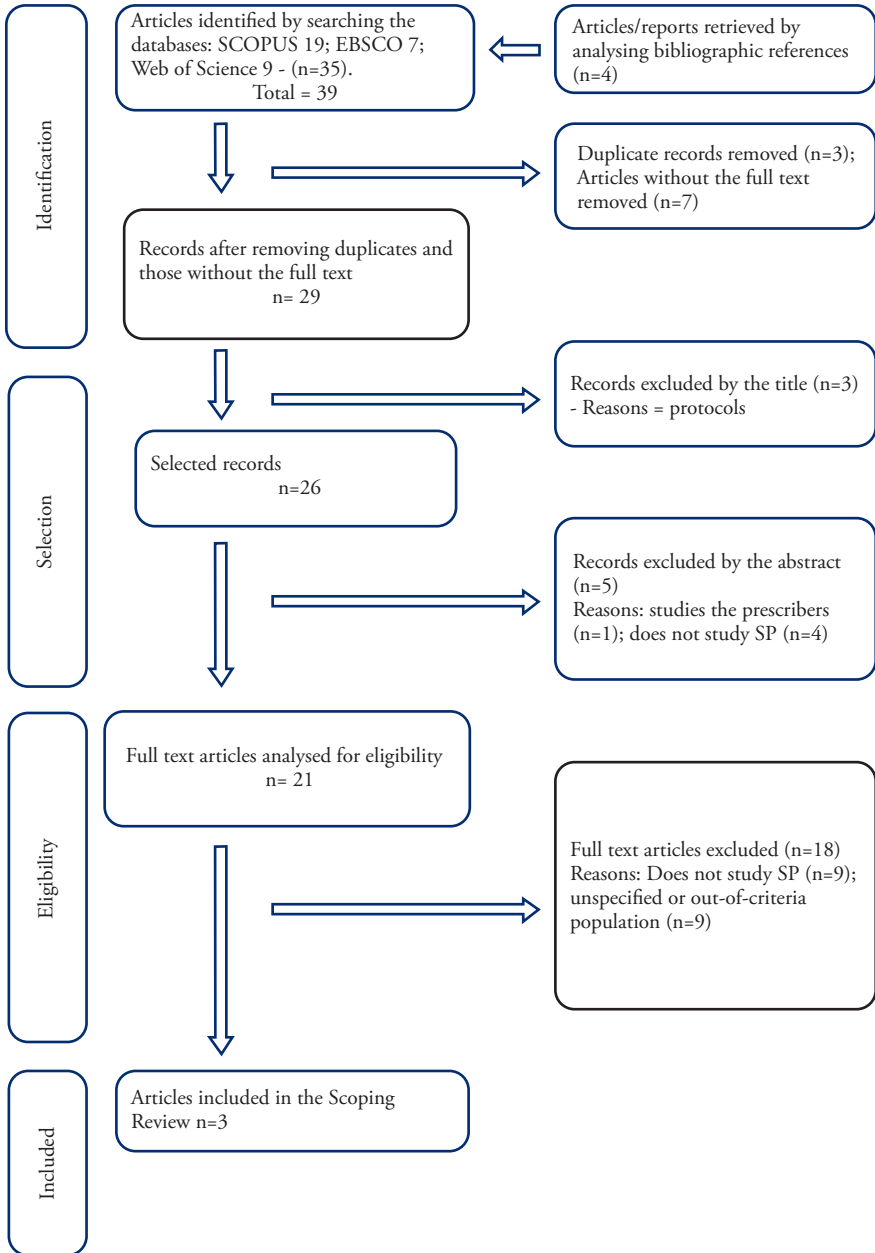 Identification
Articles identified by searching the
databases: SCOPUS 19; EBSCO 7;
Web of Science 9 - (n=35).
Total = 39
Articles/reports retrieved by
analysing bibliographic references
(n=4)
Duplicate records removed (n=3);
Articles without the full text
removed (n=7)
Records after removing duplicates and
those without the full text
n= 29
Selection
Records excluded by the title (n=3)
- Reasons = protocols
Selected records
n=26
Records excluded by the abstract
(n=5)
Reasons: studies the prescribers
(n=1); does not study SP (n=4)
Eligibility
Full text articles analysed for eligibility
n= 21
Full text articles excluded (n=18)
Reasons: Does not study SP (n=9);
unspecified or out-of-criteria
population (n=9)
Included
Articles included in the Scoping
Review n=3